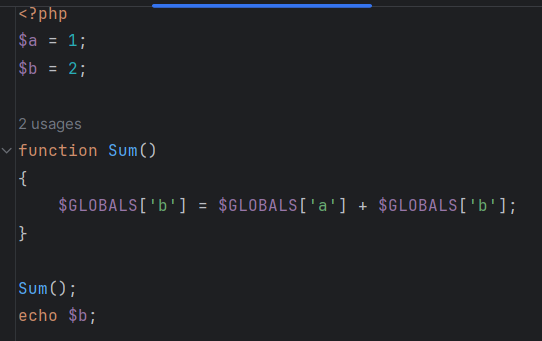 <?php
$a = 1;
$b = 2;
2 usages
function Sum()
{
    $GLOBALS['b'] = $GLOBALS['a'] + $GLOBALS['b'];
}
Sum();
echo $b;